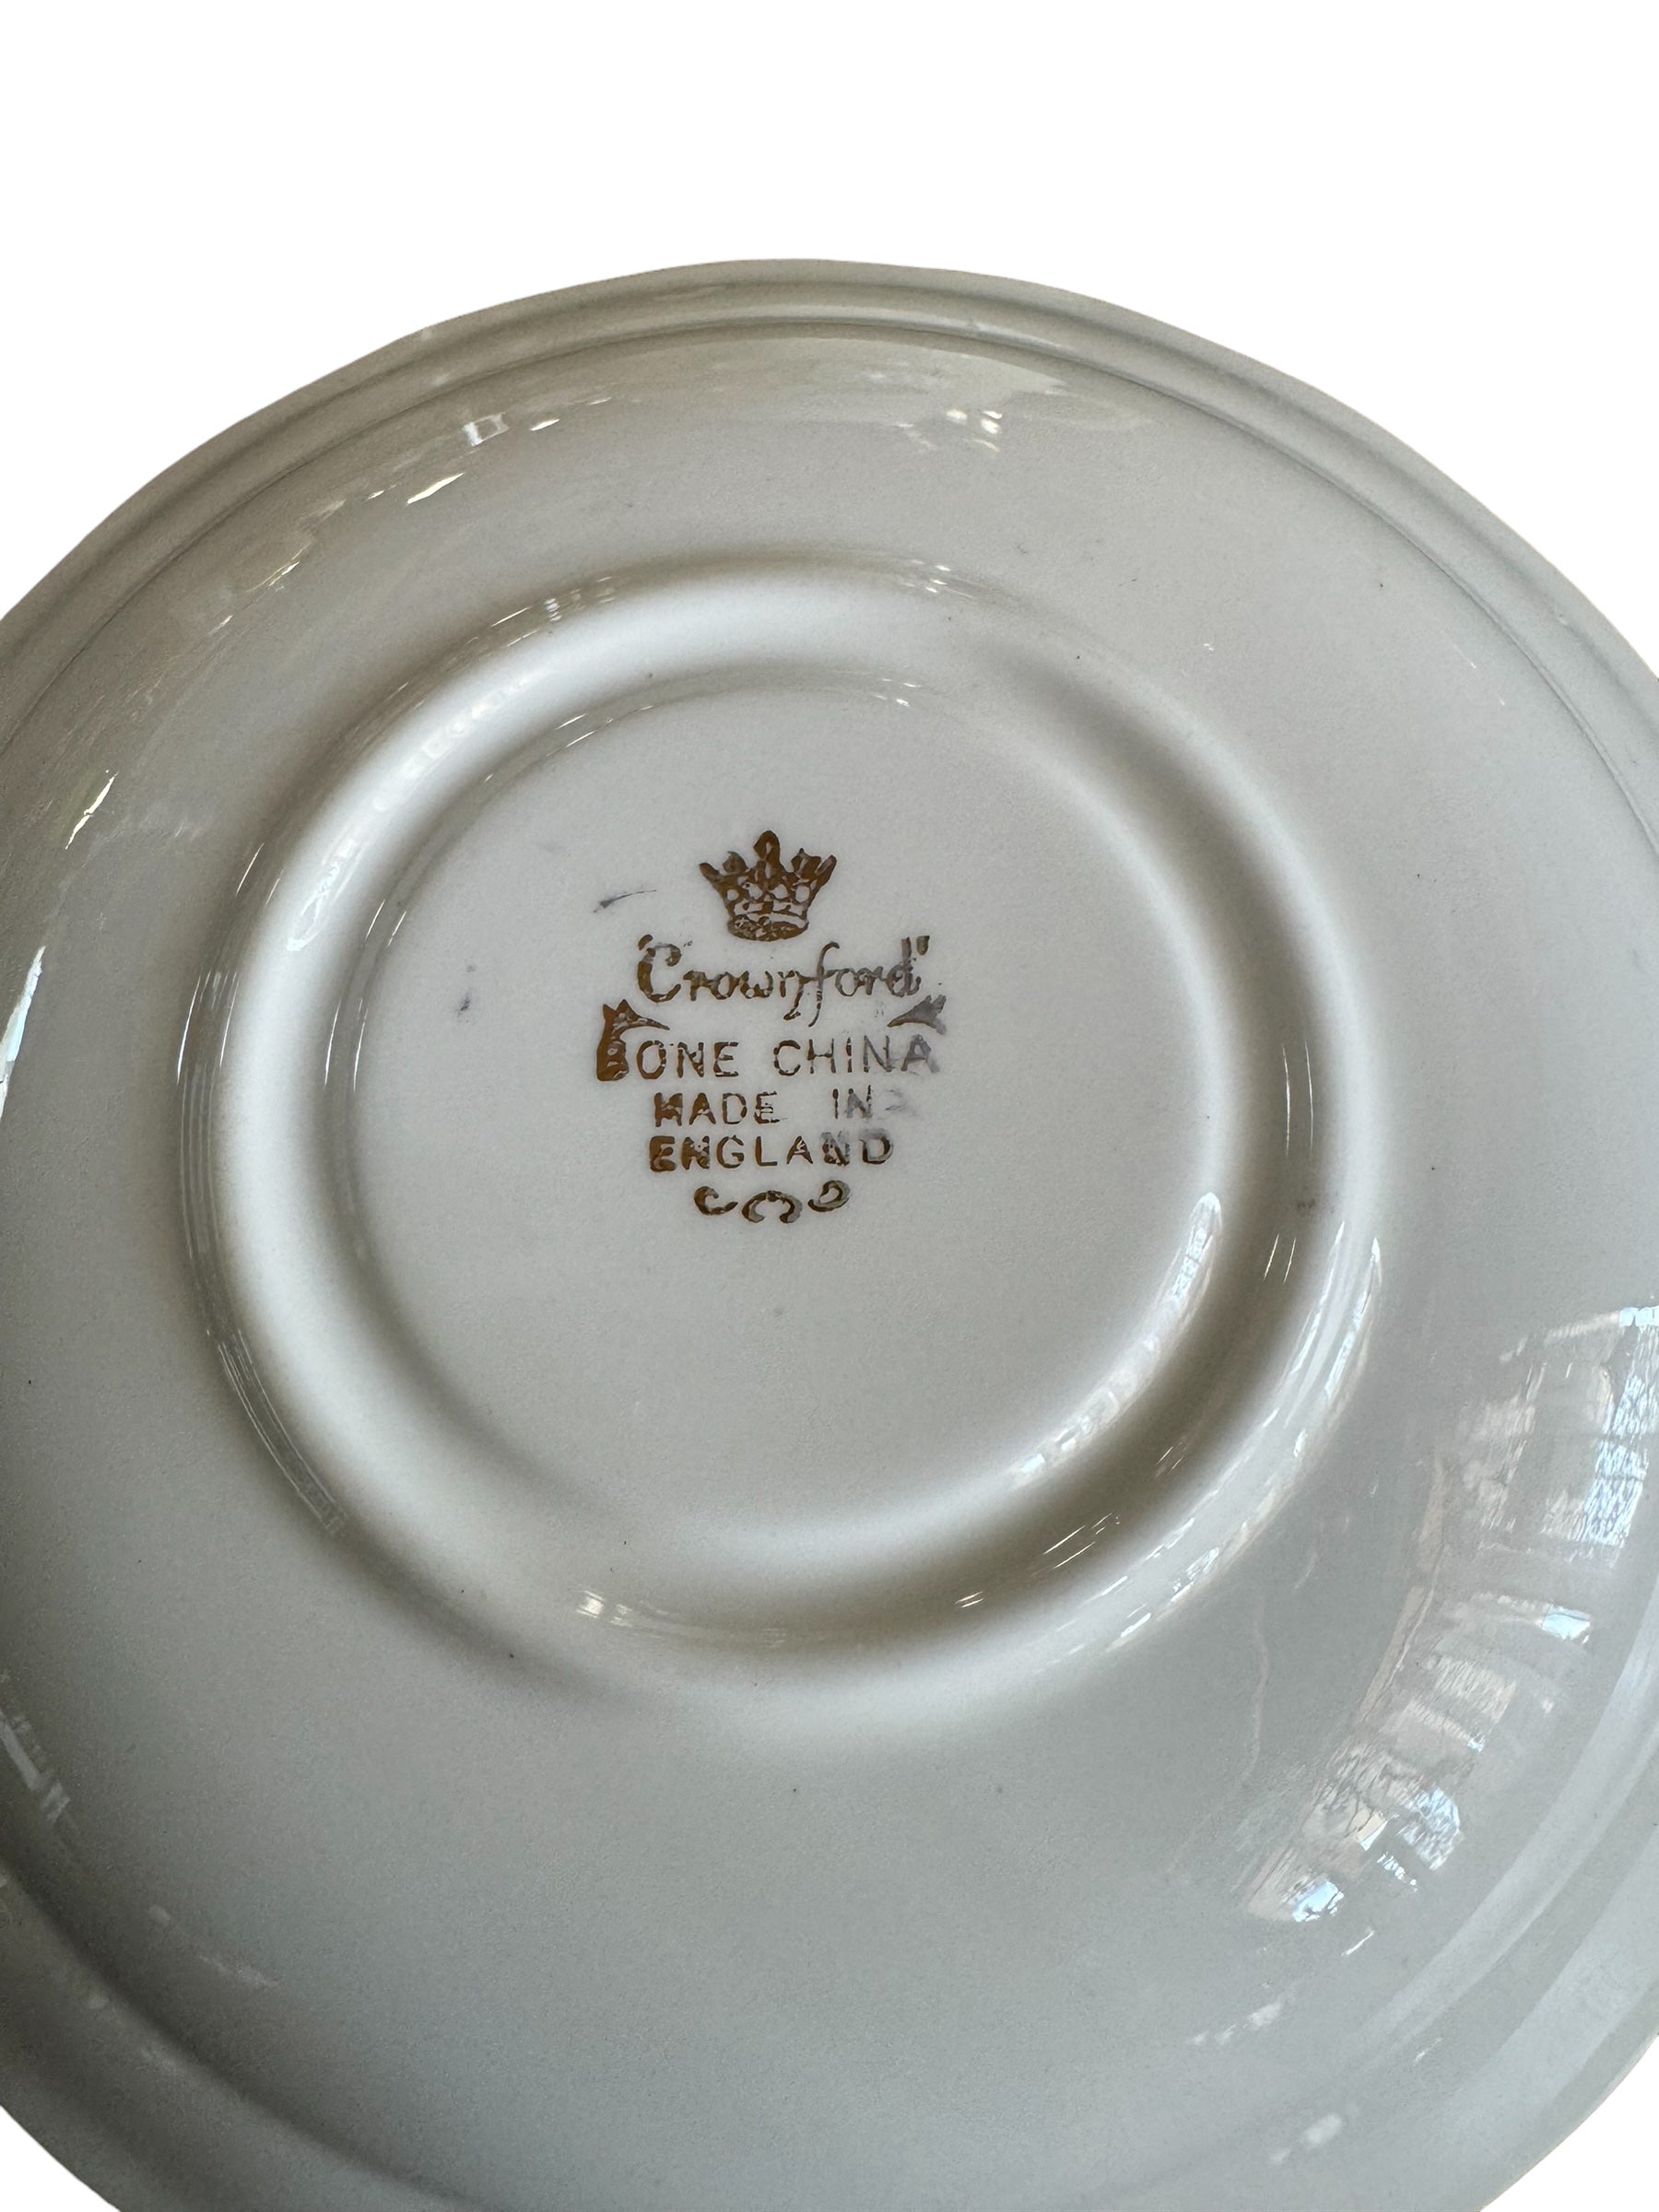 "Crownford"
BONE CHINA
MADE IN
ENGLAND